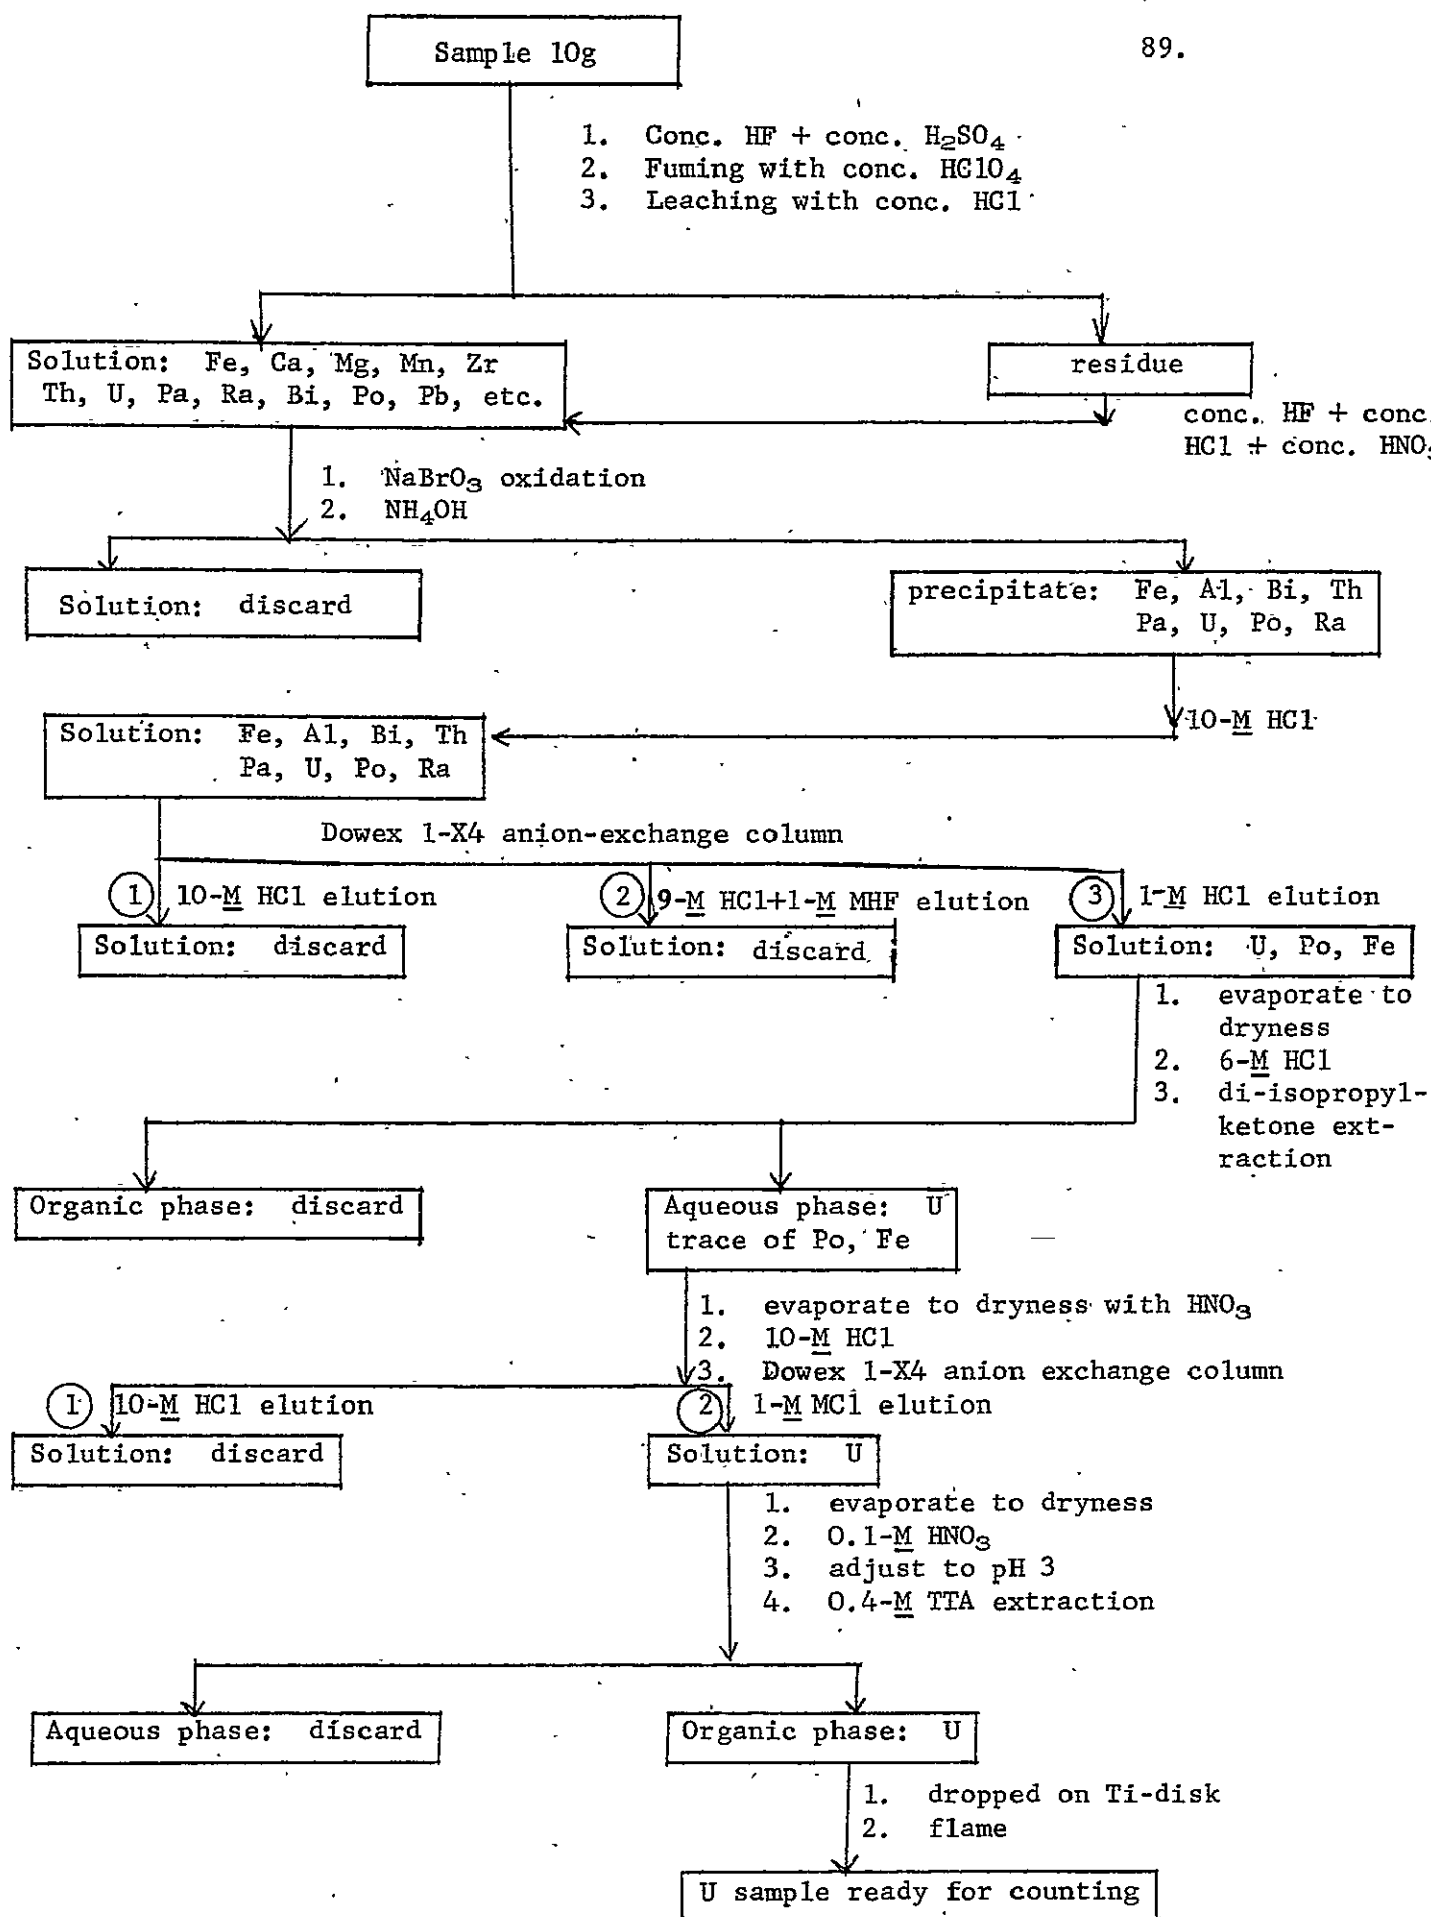 89.
Sample 10g
1. Conc. HF + conc. H₂SO₄
2. Fuming with conc. HClO₄
3. Leaching with conc. HCl
Solution: Fe, Ca, Mg, Mn, Zr
Th, U, Pa, Ra, Bi, Po, Pb, etc.
residue
conc. HF + conc.
HCl + conc. HNO₃
1. NaBrO₃ oxidation
2. NH₄OH
Solution: discard
precipitate: Fe, Al, Bi, Th
Pa, U, Po, Ra
10-M HCl
Solution: Fe, Al, Bi, Th
Pa, U, Po, Ra
Dowex 1-X4 anion-exchange column
1 10-M HCl elution
2 9-M HCl+1-M MHF elution
3 1-M HCl elution
Solution: discard
Solution: discard
Solution: U, Po, Fe
1. evaporate to
dryness
2. 6-M HCl
3. di-isopropyl-
ketone ext-
raction
Organic phase: discard
Aqueous phase: U
trace of Po, Fe
1. evaporate to dryness with HNO₃
2. 10-M HCl
3. Dowex 1-X4 anion exchange column
1 10-M HCl elution
2 1-M MCl elution
Solution: discard
Solution: U
1. evaporate to dryness
2. 0.1-M HNO₃
3. adjust to pH 3
4. 0.4-M TTA extraction
Aqueous phase: discard
Organic phase: U
1. dropped on Ti-disk
2. flame
U sample ready for counting